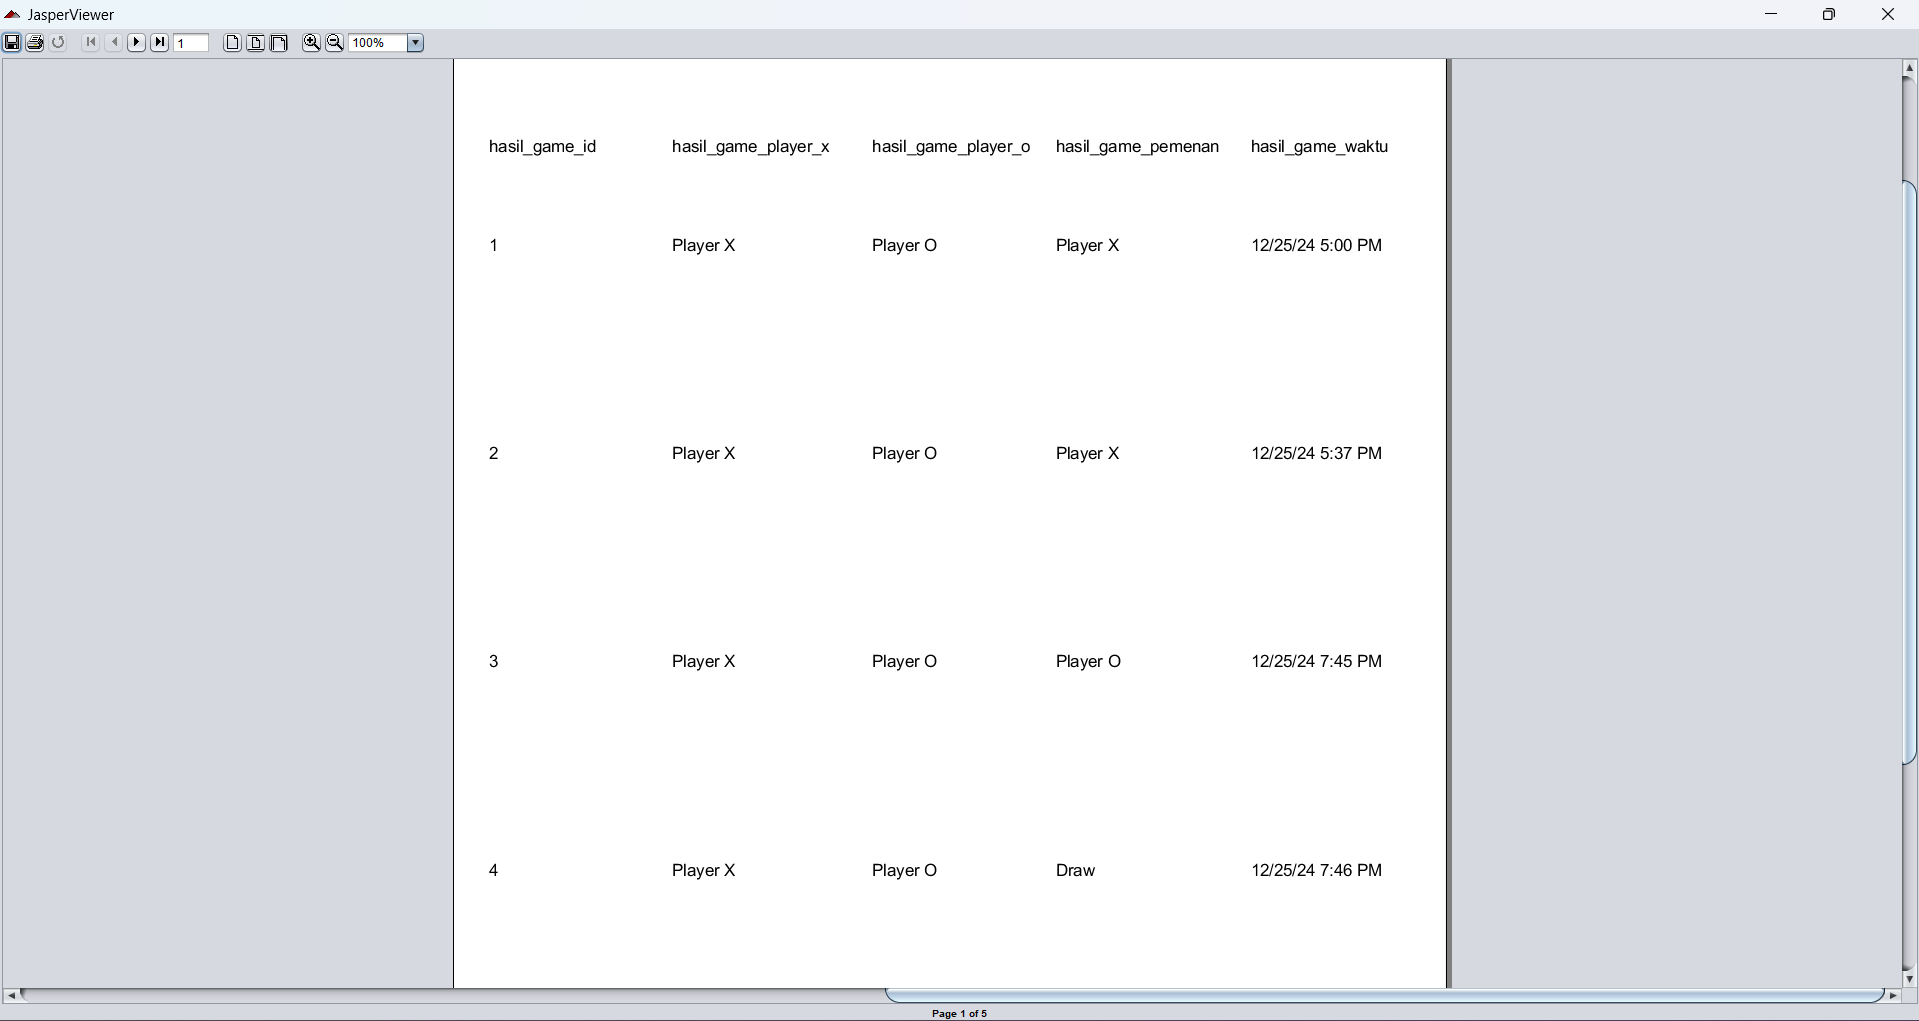 JasperViewer
1 100%
hasil_game_id hasil_game_player_x hasil_game_player_o hasil_game_pemenan hasil_game_waktu
1 Player X Player O Player X 12/25/24 5:00 PM
2 Player X Player O Player X 12/25/24 5:37 PM
3 Player X Player O Player O 12/25/24 7:45 PM
4 Player X Player O Draw 12/25/24 7:46 PM
Page 1 of 5